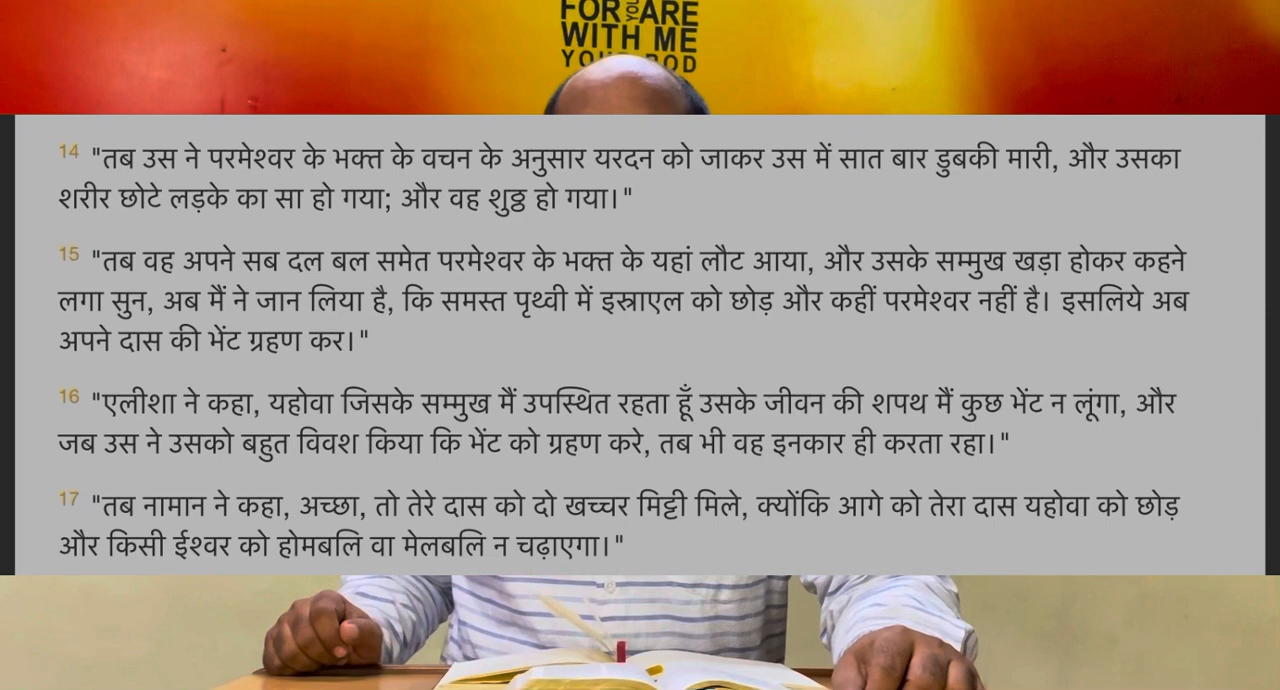 FOR YOU ARE
WITH ME
14 "तब उस ने परमेश्वर के भक्त के वचन के अनुसार यरदन को जाकर उस में सात बार डुबकी मारी, और उसका
शरीर छोटे लड़के का सा हो गया; और वह शुद्ध हो गया।"
15 "तब वह अपने सब दल बल समेत परमेश्वर के भक्त के यहां लौट आया, और उसके सम्मुख खड़ा होकर कहने
लगा सुन, अब मैं ने जान लिया है, कि समस्त पृथ्वी में इस्राएल को छोड़ और कहीं परमेश्वर नहीं है। इसलिये अब
अपने दास की भेंट ग्रहण कर।"
16 "एलीशा ने कहा, यहोवा जिसके सम्मुख मैं उपस्थित रहता हूँ उसके जीवन की शपथ मैं कुछ भेंट न लूंगा, और
जब उस ने उसको बहुत विवश किया कि भेंट को ग्रहण करे, तब भी वह इनकार ही करता रहा।"
17 "तब नामान ने कहा, अच्छा, तो तेरे दास को दो खच्चर मिट्टी मिले, क्योंकि आगे को तेरा दास यहोवा को छोड़
और किसी ईश्वर को होमबलि वा मेलबलि न चढ़ाएगा।"